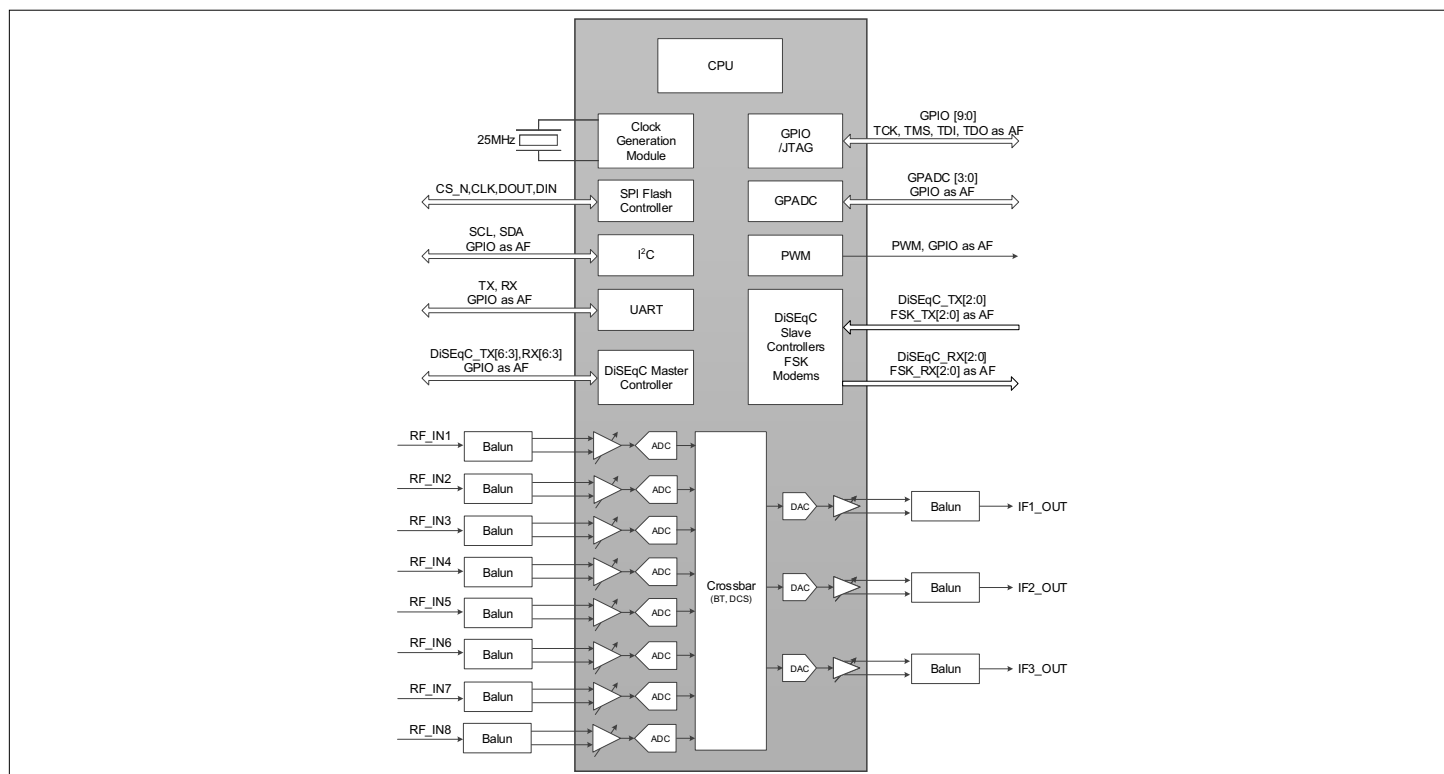 CPU
25MHz
Clock
Generation
Module
GPIO
/JTAG
GPIO [9:0]
TCK, TMS, TDI, TDO as AF
CS_N,CLK,DOUT,DIN
SPI Flash
Controller
GPADC
GPADC [3:0]
GPIO as AF
SCL, SDA
GPIO as AF
I²C
PWM
PWM, GPIO as AF
TX, RX
GPIO as AF
UART
DiSEqC
Slave
Controllers
FSK
Modems
DiSEqC_TX[2:0]
FSK_TX[2:0] as AF
DiSEqC_RX[2:0]
FSK_RX[2:0] as AF
DiSEqC_TX[6:3],RX[6:3]
GPIO as AF
DiSEqC Master
Controller
RF_IN1
Balun
ADC
RF_IN2
Balun
ADC
RF_IN3
Balun
ADC
RF_IN4
Balun
ADC
RF_IN5
Balun
ADC
RF_IN6
Balun
ADC
RF_IN7
Balun
ADC
RF_IN8
Balun
ADC
Crossbar
(BT, DCS)
DAC
Balun
IF1_OUT
DAC
Balun
IF2_OUT
DAC
Balun
IF3_OUT